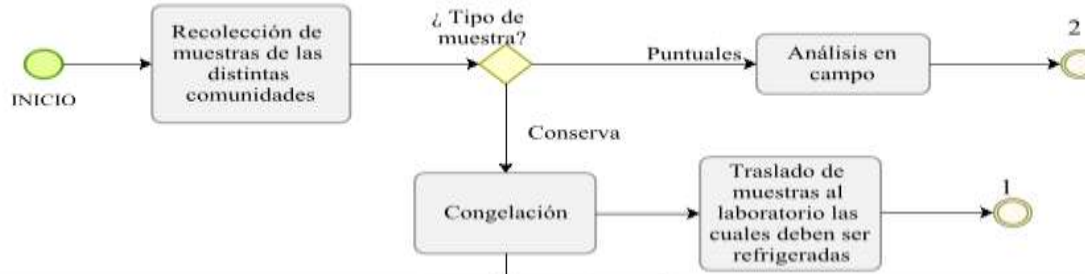 INICIO
Recolección de
muestras de las
distintas
comunidades
¿ Tipo de
muestra?
Puntuales
Análisis en
campo
2
Conserva
Congelación
Traslado de
muestras al
laboratorio las
cuales deben ser
refrigeradas
1